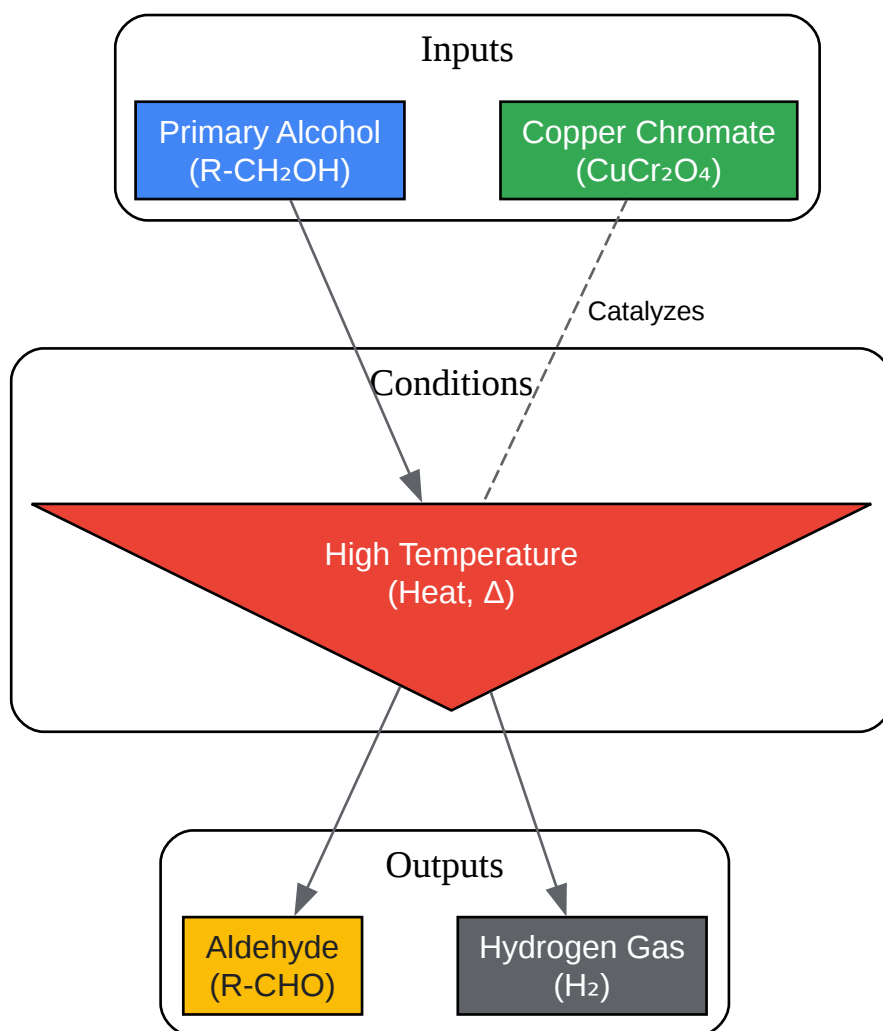 Inputs
Primary Alcohol
(R-CH₂OH)
Copper Chromate
(CuCr₂O₄)
Catalyzes
Conditions
High Temperature
(Heat, Δ)
Outputs
Aldehyde
(R-CHO)
Hydrogen Gas
(H₂)